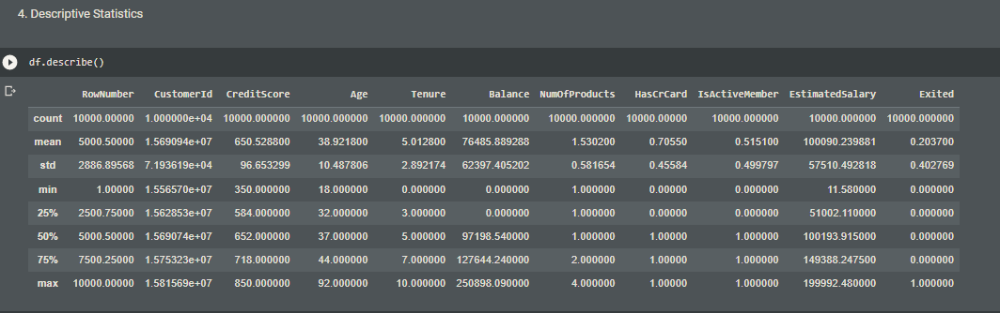 4. Descriptive Statistics
df.describe()
RowNumber CustomerId CreditScore Age Tenure Balance NumOfProducts HasCrCard IsActiveMember EstimatedSalary Exited
count 10000.00000 1.000000e+04 10000.000000 10000.000000 10000.000000 10000.000000 10000.000000 10000.00000 10000.000000 10000.000000 10000.000000
mean 5000.50000 1.569094e+07 650.528800 38.921800 5.012800 76485.889288 1.530200 0.70550 0.515100 100090.239881 0.203700
std 2886.89568 7.193619e+04 96.653299 10.487806 2.892174 62397.405202 0.581654 0.45584 0.499797 57510.492818 0.402769
min 1.00000 1.556570e+07 350.000000 18.000000 0.000000 0.000000 1.000000 0.00000 0.000000 11.580000 0.000000
25% 2500.75000 1.562853e+07 584.000000 32.000000 3.000000 0.000000 1.000000 0.00000 0.000000 51002.110000 0.000000
50% 5000.50000 1.569074e+07 652.000000 37.000000 5.000000 97198.540000 1.000000 1.00000 1.000000 100193.915000 0.000000
75% 7500.25000 1.575323e+07 718.000000 44.000000 7.000000 127644.240000 2.000000 1.00000 1.000000 149388.247500 0.000000
max 10000.00000 1.581569e+07 850.000000 92.000000 10.000000 250898.090000 4.000000 1.00000 1.000000 199992.480000 1.000000